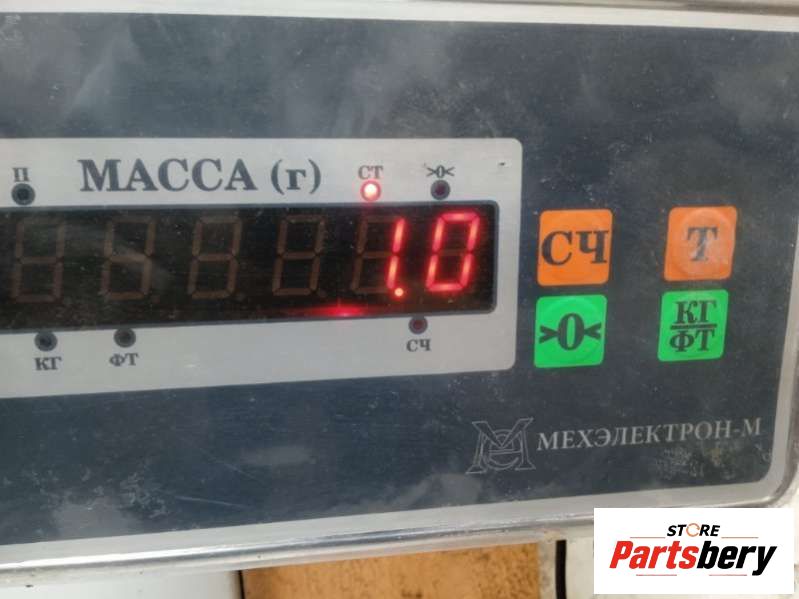 П МАССА (г) СТ >0<
1.0
КГ ФТ СЧ
СЧ Т
>0< КГ/ФТ
МЕХЭЛЕКТРОН-М
STORE
Partsbery